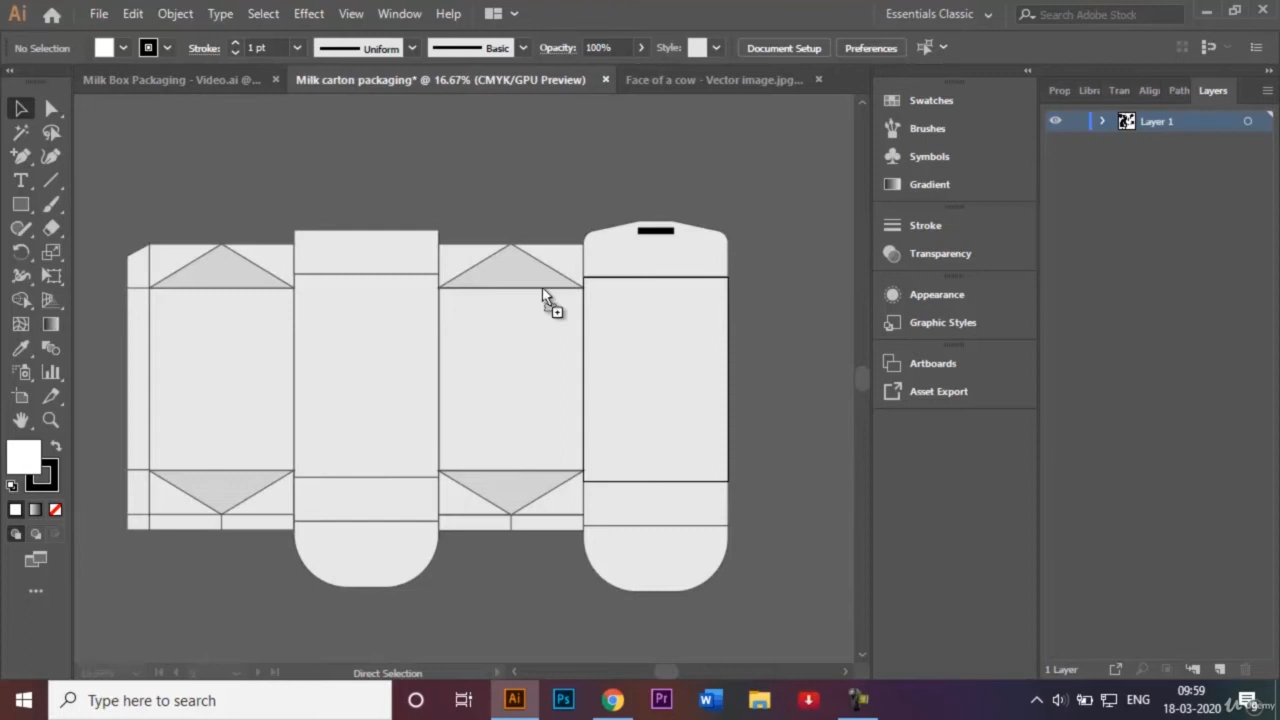 Ai File Edit Object Type Select Effect View Window Help Essentials Classic Search Adobe Stock
No Selection Stroke: 1 pt Uniform Basic Opacity: 100% Style: Document Setup Preferences
Milk Box Packaging - Video.ai @... Milk carton packaging* @ 16.67% (CMYK/GPU Preview) Face of a cow - Vector image.jpg...
Prop Libra Tran Alig Path Layers
Swatches
Layer 1
Brushes
Symbols
Gradient
Stroke
Transparency
Appearance
Graphic Styles
Artboards
Asset Export
Direct Selection
1 Layer
Type here to search
Ai Ps Pr W
ENG
09:59
18-03-2020